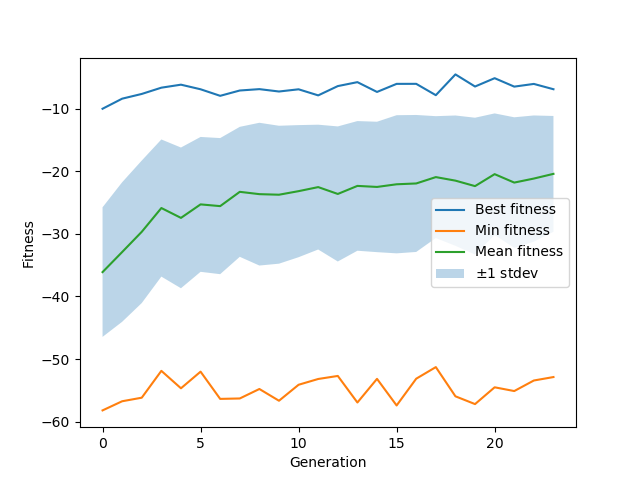 −10
−20
−30
−40
−50
−60
Fitness
Best fitness
Min fitness
Mean fitness
±1 stdev
0 5 10 15 20
Generation